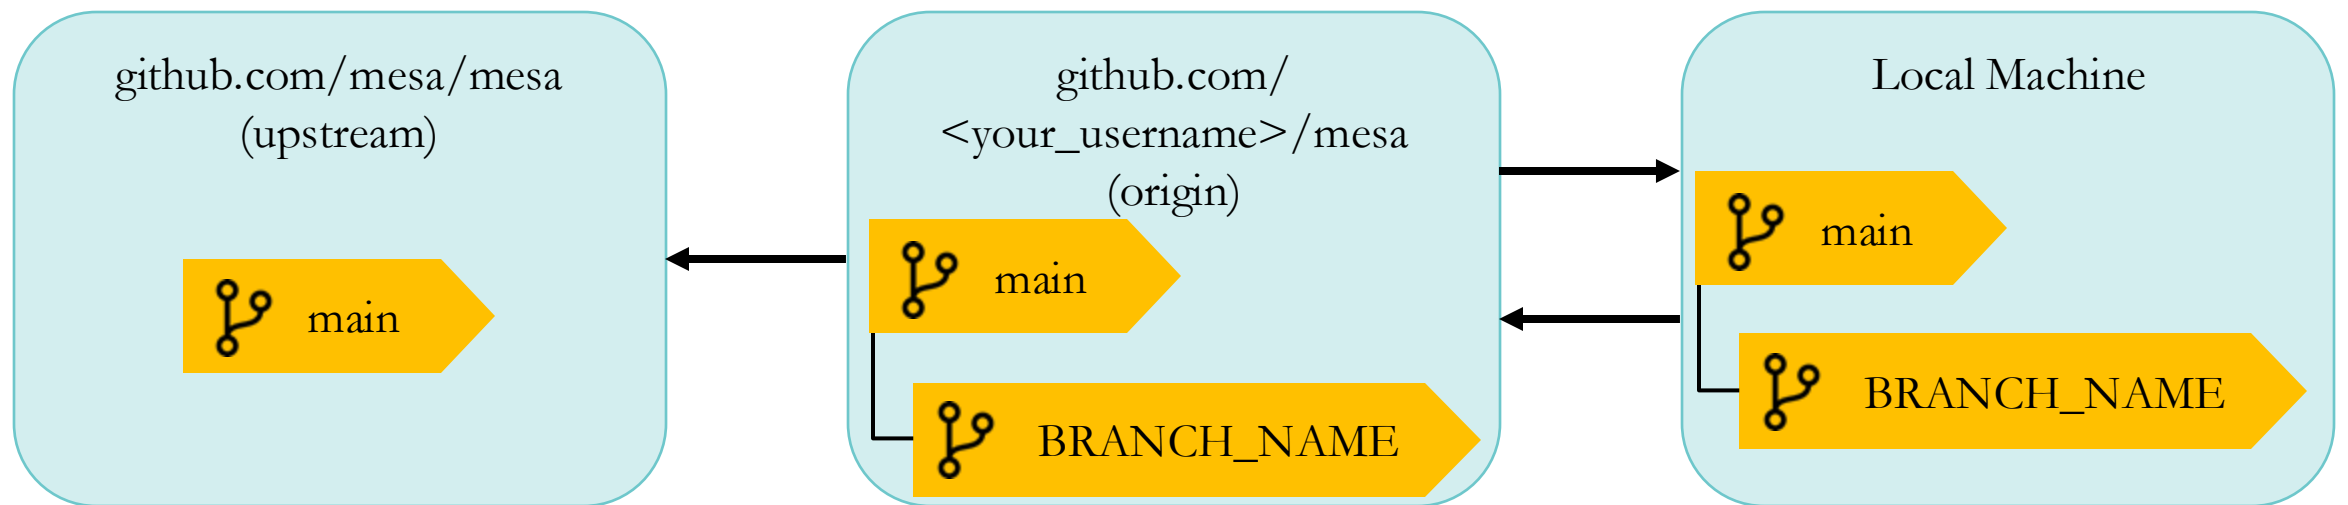 github.com/mesa/mesa
(upstream)
main
github.com/
<your_username>/mesa
(origin)
main
BRANCH_NAME
Local Machine
main
BRANCH_NAME